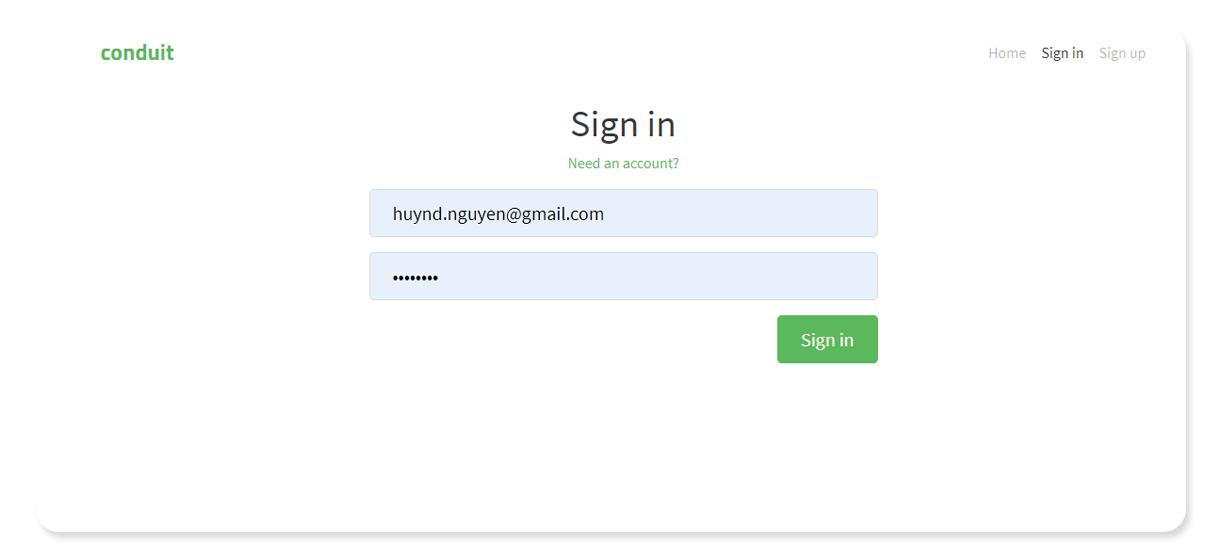 conduit
Home Sign in Sign up
Sign in
Need an account?
huynd.nguyen@gmail.com
••••••••
Sign in